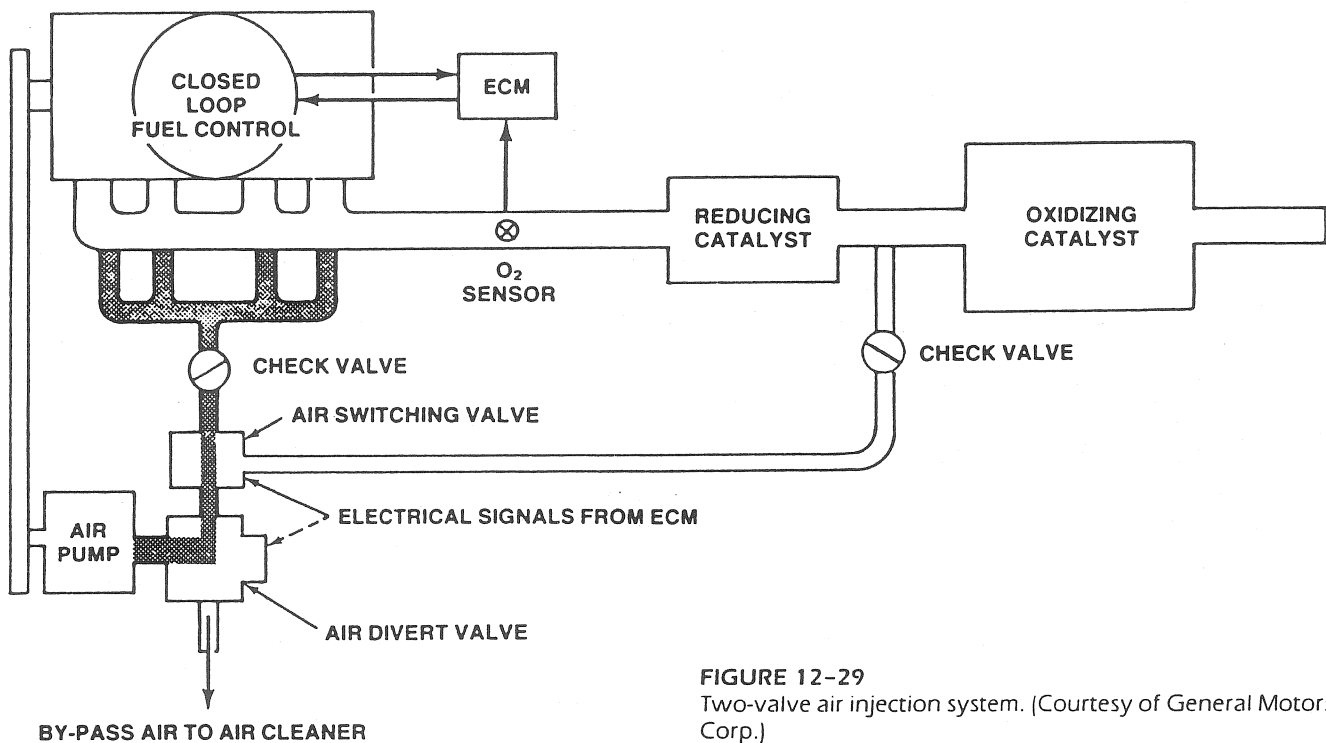 CLOSED
LOOP
FUEL CONTROL
ECM
REDUCING
CATALYST
OXIDIZING
CATALYST
O₂
SENSOR
CHECK VALVE
CHECK VALVE
AIR SWITCHING VALVE
ELECTRICAL SIGNALS FROM ECM
AIR
PUMP
AIR DIVERT VALVE
BY-PASS AIR TO AIR CLEANER
FIGURE 12-29
Two-valve air injection system. (Courtesy of General Motor.
Corp.)